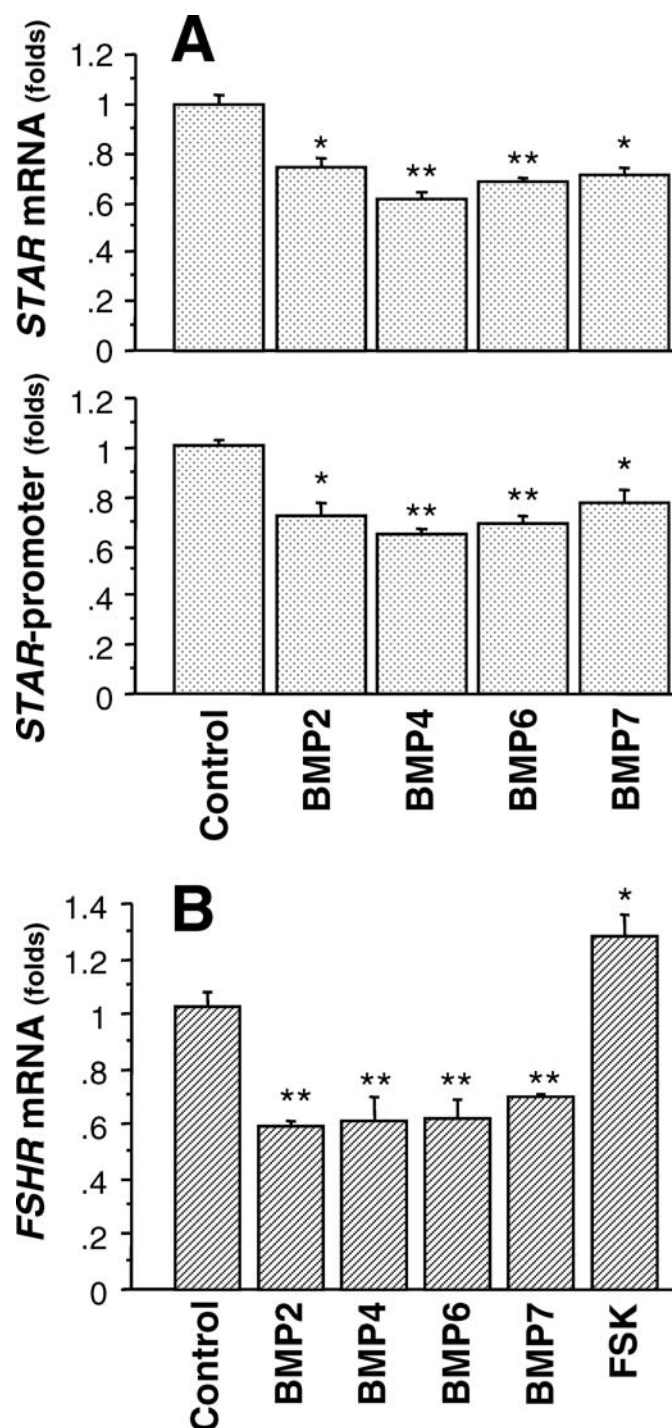 A
STAR mRNA (folds)
1.2
1
.8
.6
.4
.2
0
* ** ** *
STAR-promoter (folds)
1.2
1
.8
.6
.4
.2
0
* ** ** *
Control BMP2 BMP4 BMP6 BMP7
B
FSHR mRNA (folds)
1.4
1.2
1
.8
.6
.4
.2
0
** ** ** ** *
Control BMP2 BMP4 BMP6 BMP7 FSK